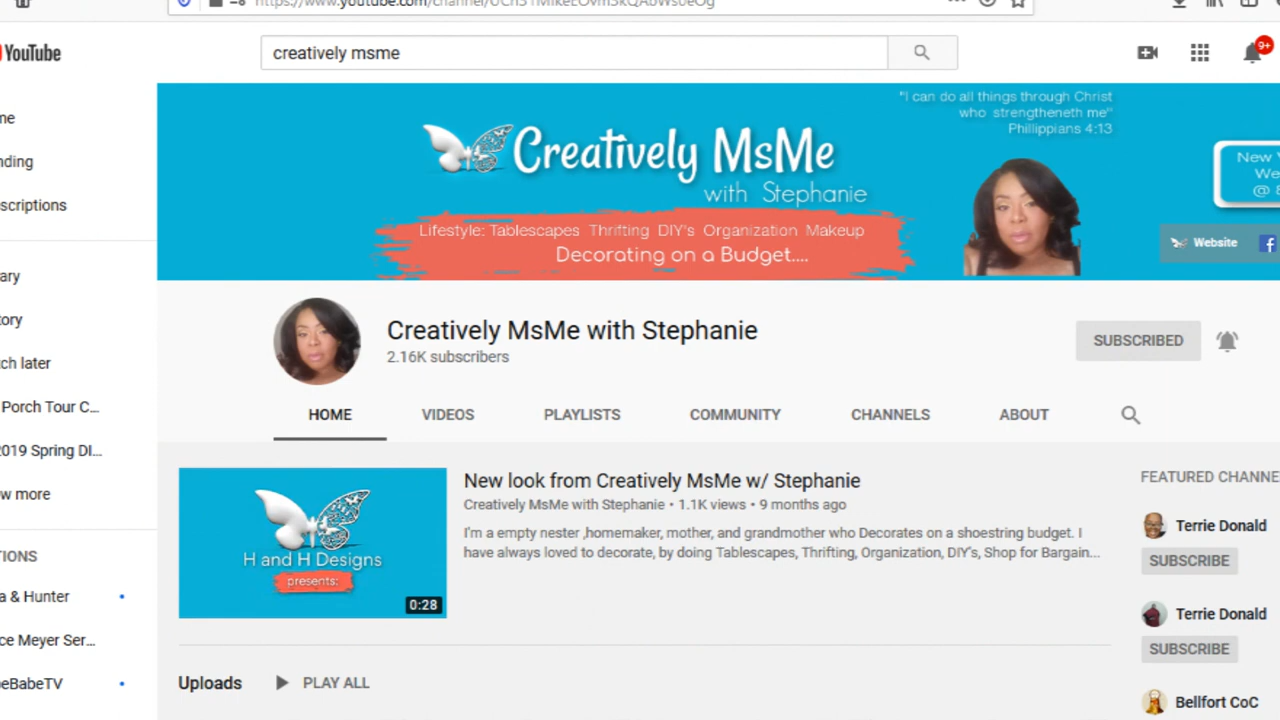 YouTube
creatively msme
9+
"I can do all things through Christ
who strengtheneth me"
Phillippians 4:13
Creatively MsMe
with Stephanie
Lifestyle: Tablescapes Thrifting DIY's Organization Makeup
Decorating on a Budget....
New
We
@
Website
me
nding
scriptions
ary
tory
tch later
Porch Tour C...
2019 Spring DI...
ow more
TIONS
a & Hunter
ce Meyer Ser...
eBabeTV
Creatively MsMe with Stephanie
2.16K subscribers
SUBSCRIBED
HOME VIDEOS PLAYLISTS COMMUNITY CHANNELS ABOUT
H and H Designs
presents:
0:28
New look from Creatively MsMe w/ Stephanie
Creatively MsMe with Stephanie • 1.1K views • 9 months ago
I'm a empty nester ,homemaker, mother, and grandmother who Decorates on a shoestring budget. I
have always loved to decorate, by doing Tablescapes, Thrifting, Organization, DIY's, Shop for Bargain...
Uploads PLAY ALL
FEATURED CHANNE
Terrie Donald
SUBSCRIBE
Terrie Donald
SUBSCRIBE
Bellfort CoC